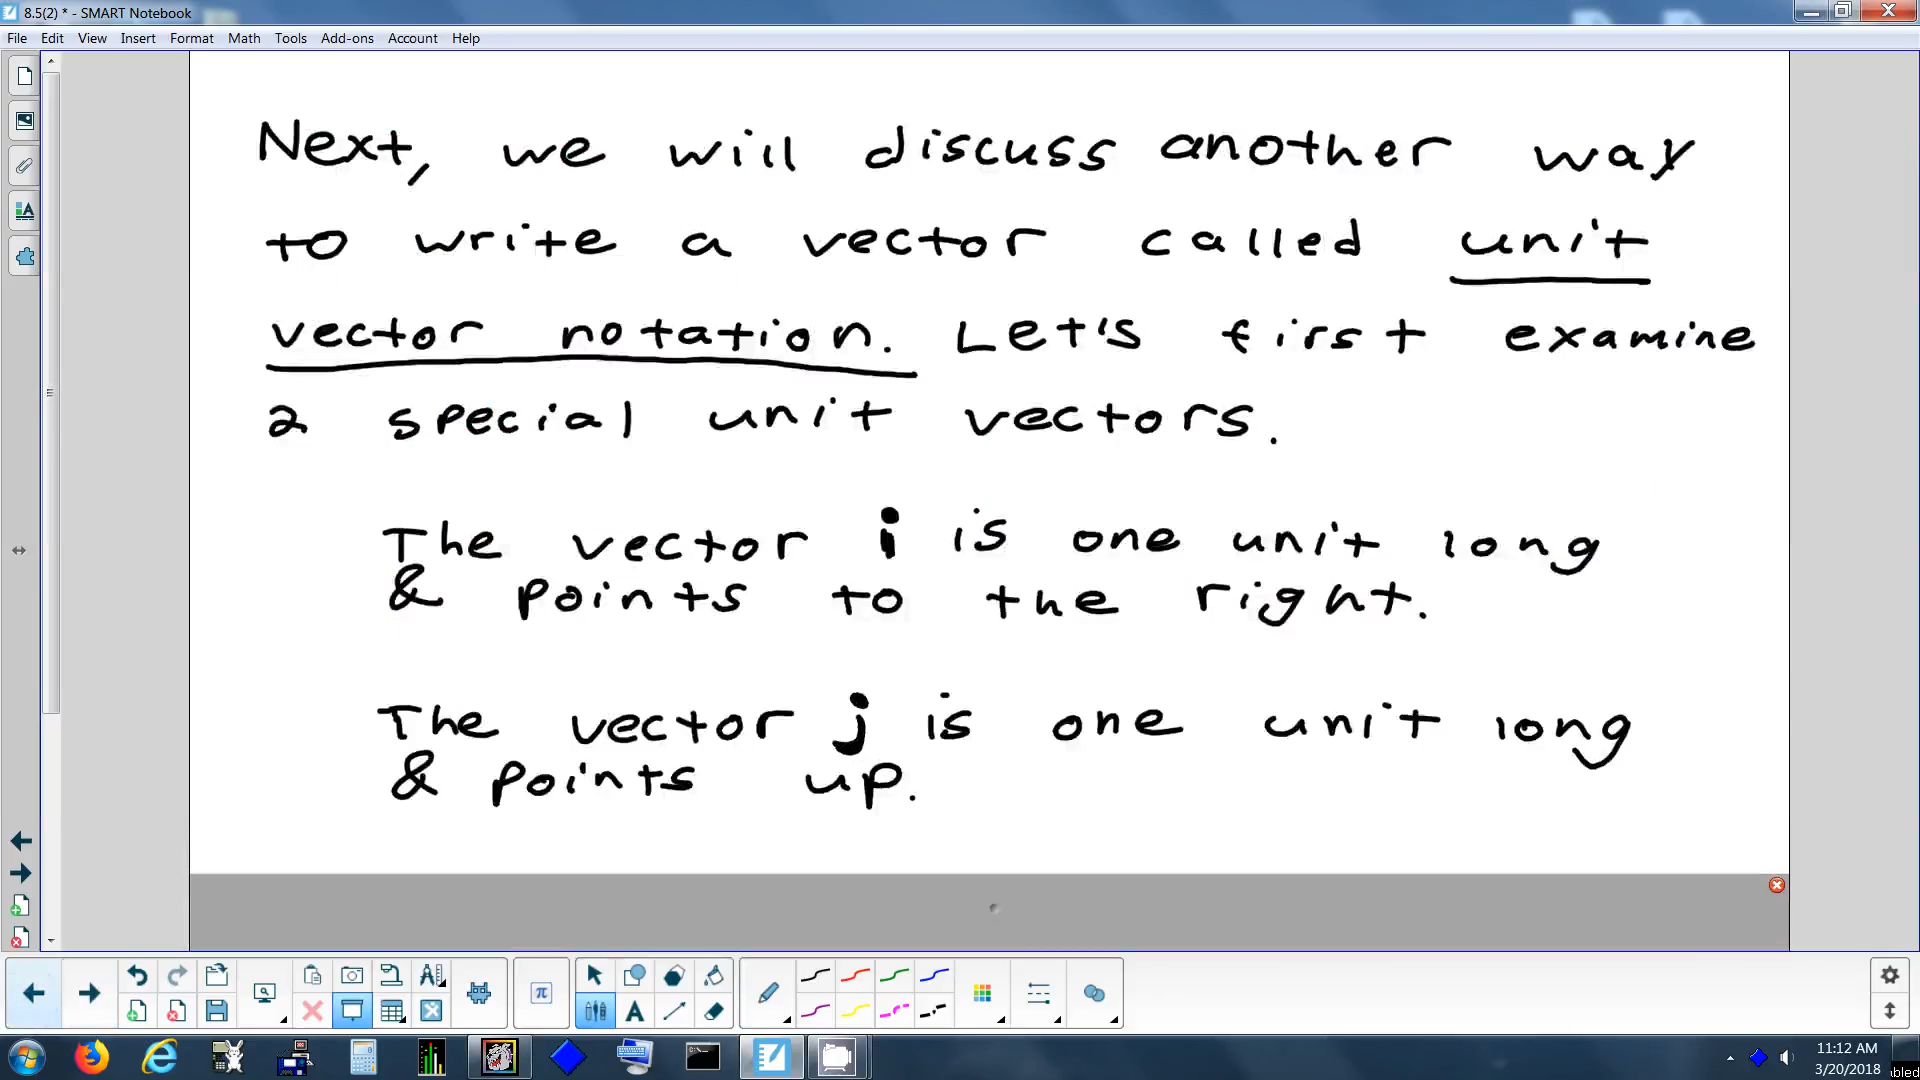 8.5(2) * - SMART Notebook
File Edit View Insert Format Math Tools Add-ons Account Help
Next, we will discuss another way
to write a vector called unit
vector notation. Let's first examine
2 special unit vectors.
The vector i is one unit long
& points to the right.
The vector j is one unit long
& points up.
11:12 AM
3/20/2018